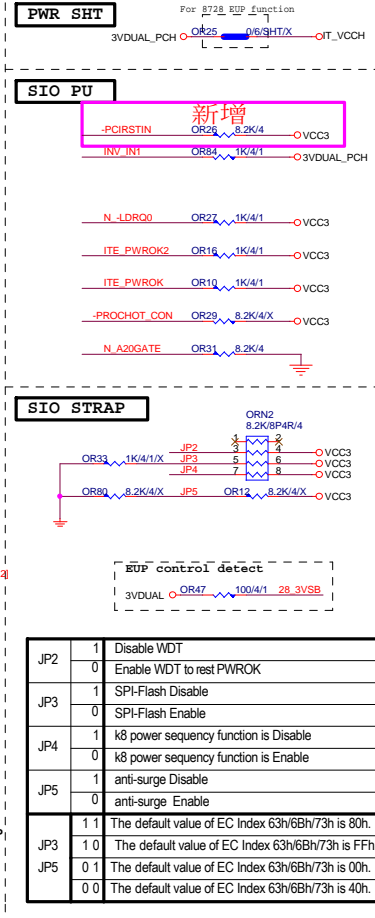 PWR SHT
For 8728 EUP function
3VDUAL_PCH OR25 0/6/SHT/X IT_VCCH
SIO PU
新增
-PCIRSTIN OR26 8.2K/4 VCC3
INV_IN1 OR84 1K/4/1 3VDUAL_PCH
N_-LDRQ0 OR27 1K/4/1 VCC3
ITE_PWROK2 OR16 1K/4/1 VCC3
ITE_PWROK OR10 1K/4/1 VCC3
-PROCHOT_CON OR29 8.2K/4/X VCC3
N_A20GATE OR31 8.2K/4
SIO STRAP
ORN2
8.2K/8P4R/4
1 2
JP2 3 4 VCC3
OR33 1K/4/1/X JP3 5 6 VCC3
JP4 7 8 VCC3
OR80 8.2K/4/X JP5 OR12 8.2K/4/X VCC3
EUP control detect
3VDUAL OR47 100/4/1 28_3VSB
JP2 1 Disable WDT
0 Enable WDT to rest PWROK
JP3 1 SPI-Flash Disable
0 SPI-Flash Enable
JP4 1 k8 power sequency function is Disable
0 k8 power sequency function is Enable
JP5 1 anti-surge Disable
0 anti-surge Enable
JP3 JP5 1 1 The default value of EC Index 63h/6Bh/73h is 80h.
1 0 The default value of EC Index 63h/6Bh/73h is FFh
0 1 The default value of EC Index 63h/6Bh/73h is 00h.
0 0 The default value of EC Index 63h/6Bh/73h is 40h.